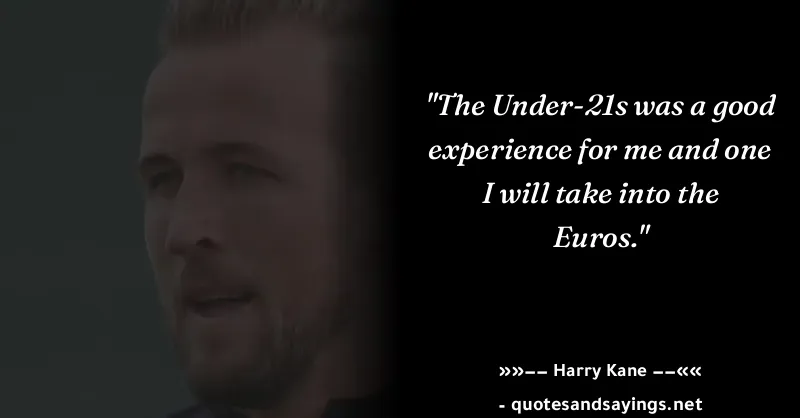 "The Under-21s was a good
experience for me and one
I will take into the
Euros."
»»−− Harry Kane −−««
- quotesandsayings.net